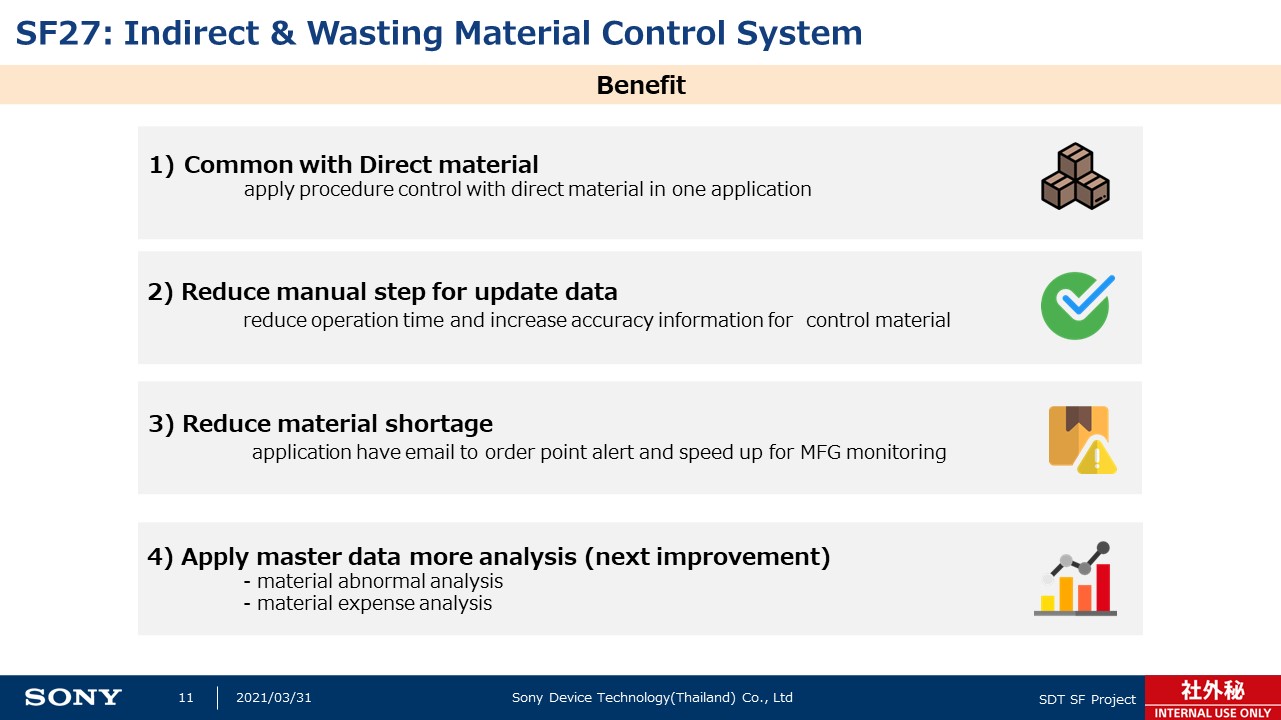 SF27: Indirect & Wasting Material Control System
Benefit
1) Common with Direct material
apply procedure control with direct material in one application
2) Reduce manual step for update data
reduce operation time and increase accuracy information for control material
3) Reduce material shortage
application have email to order point alert and speed up for MFG monitoring
4) Apply master data more analysis (next improvement)
- material abnormal analysis
- material expense analysis
SONY 11 2021/03/31 Sony Device Technology(Thailand) Co., Ltd SDT SF Project
社外秘
INTERNAL USE ONLY